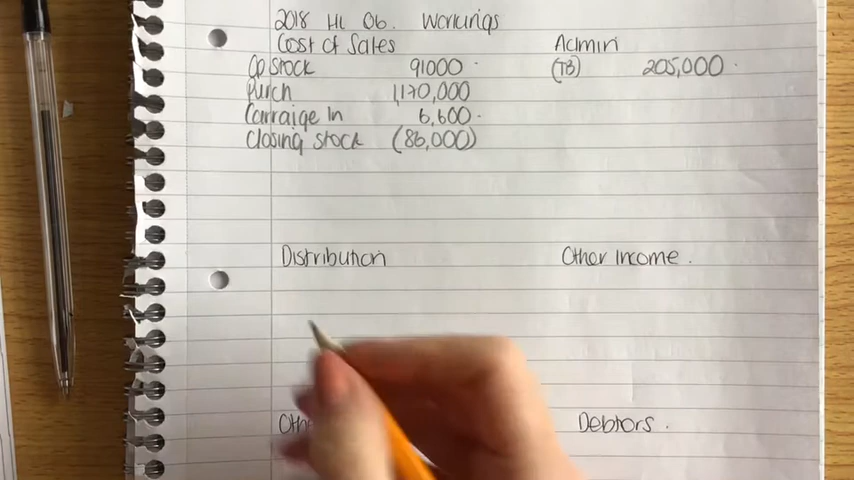 2018 HL Q6. Workings
Cost of Sales
Op Stock 91000
Purch 1,170,000
Carraige In 6,600
Closing Stock (86,000)
Admin
(TB) 205,000
Distribution
Other Income.
Oth
Debtors.